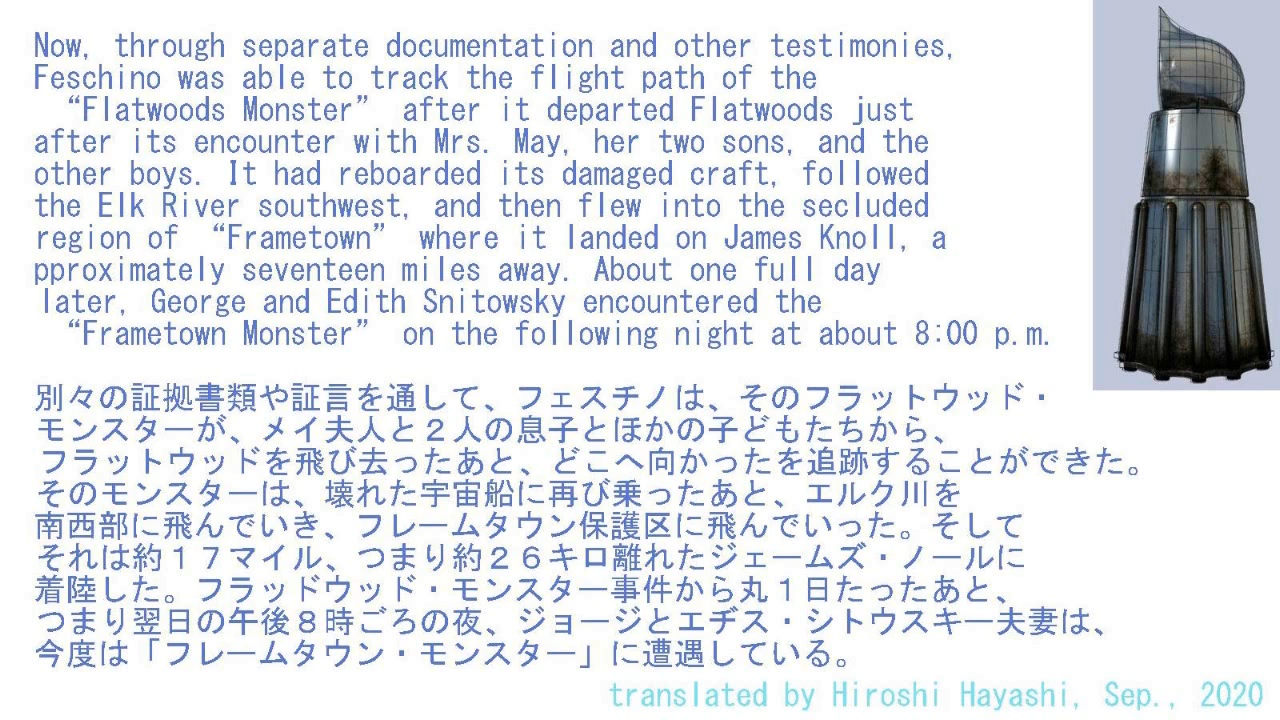 Now, through separate documentation and other testimonies,
Feschino was able to track the flight path of the
“Flatwoods Monster” after it departed Flatwoods just
after its encounter with Mrs. May, her two sons, and the
other boys. It had reboarded its damaged craft, followed
the Elk River southwest, and then flew into the secluded
region of “Frametown” where it landed on James Knoll, a
pproximately seventeen miles away. About one full day
later, George and Edith Snitowsky encountered the
“Frametown Monster” on the following night at about 8:00 p.m.
別々の証拠書類や証言を通して、フェスチノは、そのフラットウッド・
モンスターが、メイ夫人と２人の息子とほかの子どもたちから、
フラットウッドを飛び去ったあと、どこへ向かったを追跡することができた。
そのモンスターは、壊れた宇宙船に再び乗ったあと、エルク川を
南西部に飛んでいき、フレームタウン保護区に飛んでいった。そして
それは約１７マイル、つまり約２６キロ離れたジェームズ・ノールに
着陸した。フラッドウッド・モンスター事件から丸１日たったあと、
つまり翌日の午後８時ごろの夜、ジョージとエヂス・シトウスキー夫妻は、
今度は「フレームタウン・モンスター」に遭遇している。
translated by Hiroshi Hayashi, Sep., 2020